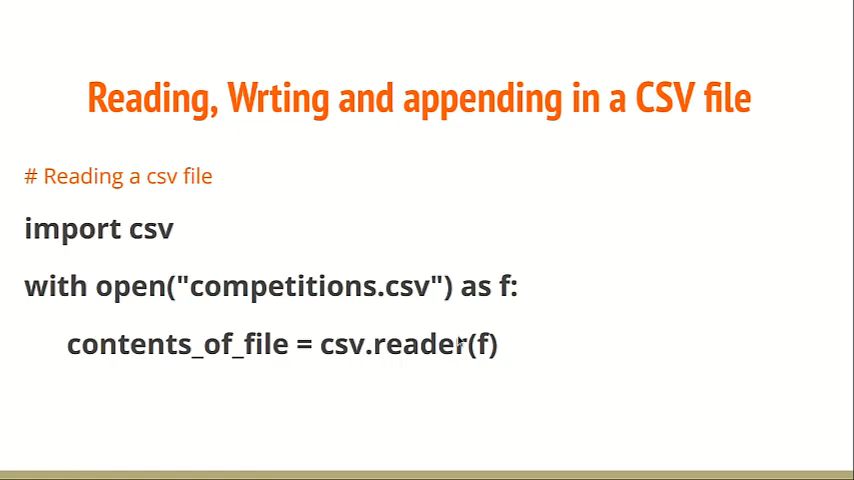 Reading, Wrting and appending in a CSV file
# Reading a csv file
import csv
with open("competitions.csv") as f:
contents_of_file = csv.reader(f)